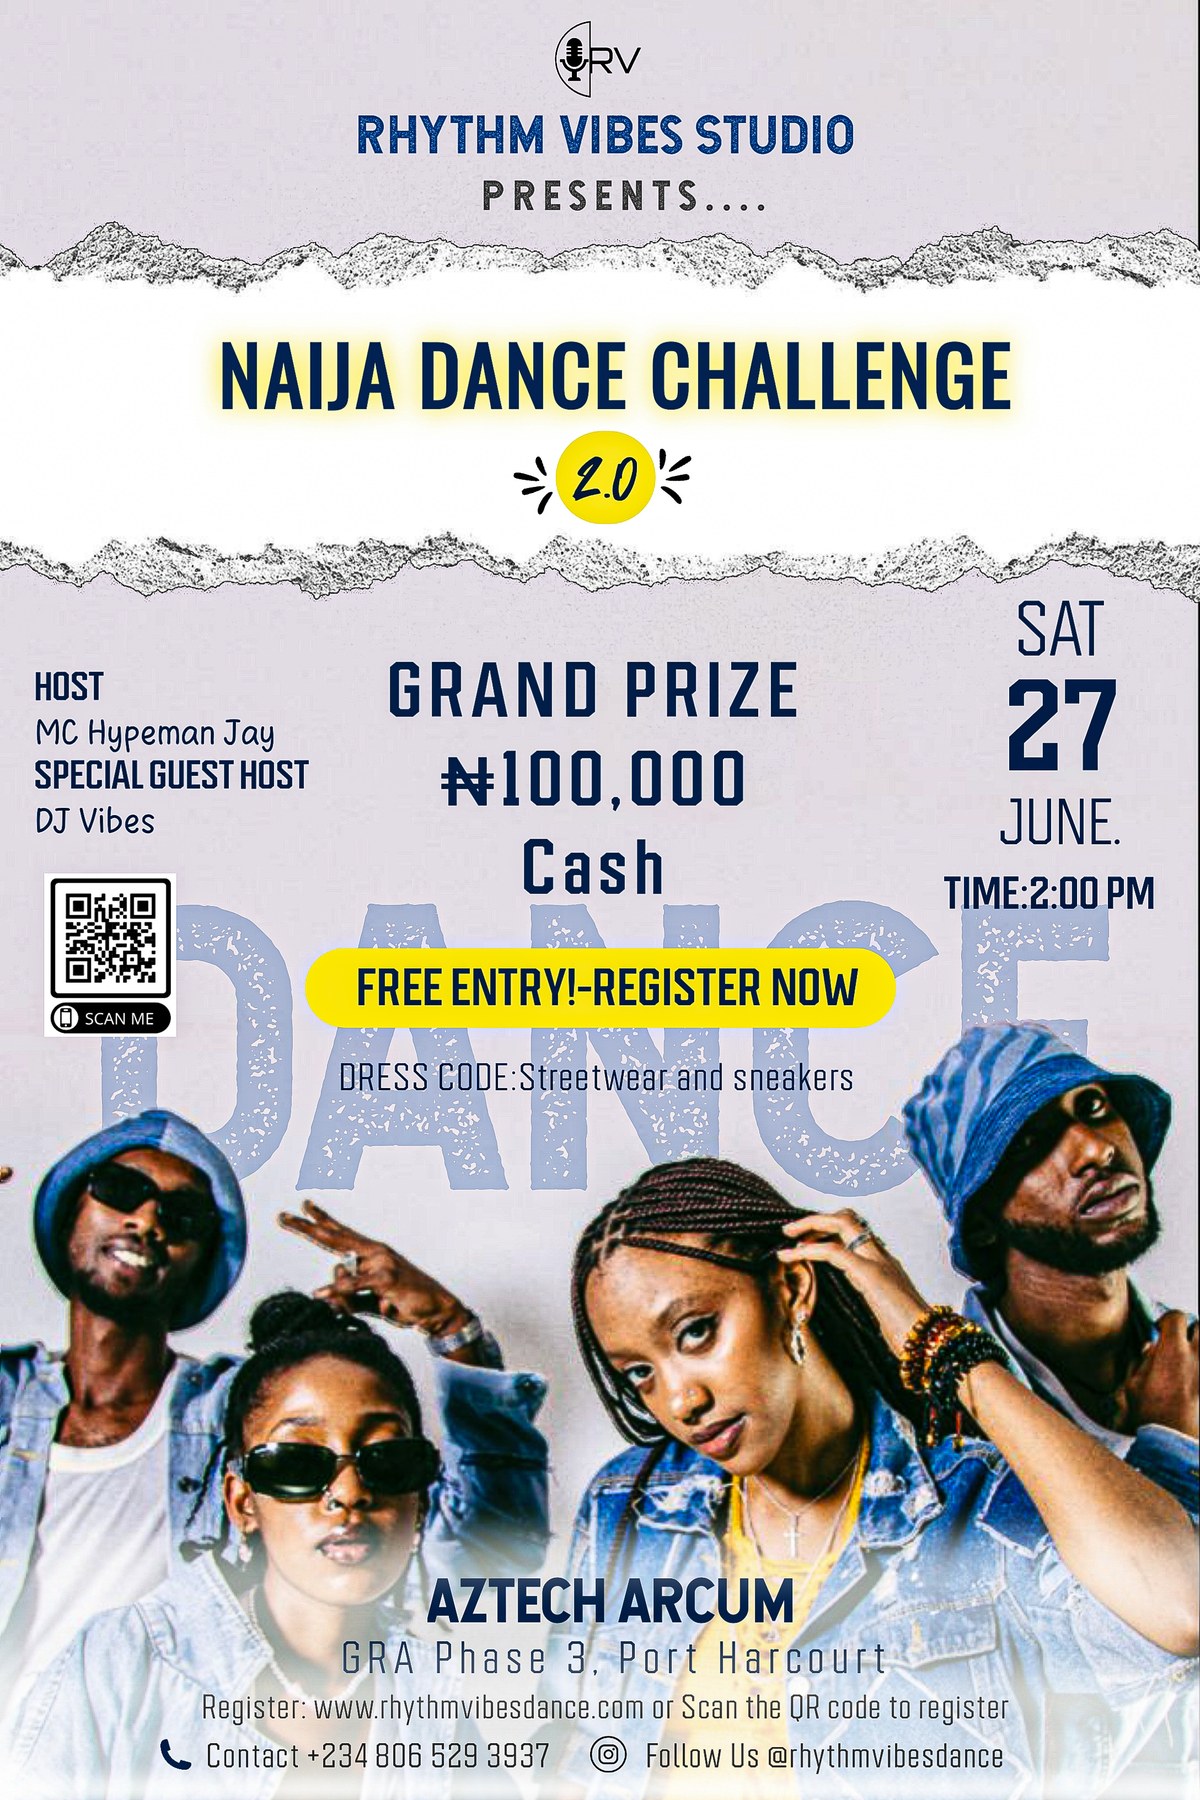 RV
RHYTHM VIBES STUDIO
PRESENTS....
NAIJA DANCE CHALLENGE
2.0
HOST
MC Hypeman Jay
SPECIAL GUEST HOST
DJ Vibes
SCAN ME
GRAND PRIZE
₦100,000
Cash
SAT
27
JUNE.
TIME:2:00 PM
DANCE
FREE ENTRY!-REGISTER NOW
DRESS CODE:Streetwear and sneakers
AZTECH ARCUM
GRA Phase 3, Port Harcourt
Register: www.rhythmvibesdance.com or Scan the QR code to register
Contact +234 806 529 3937
Follow Us @rhythmvibesdance